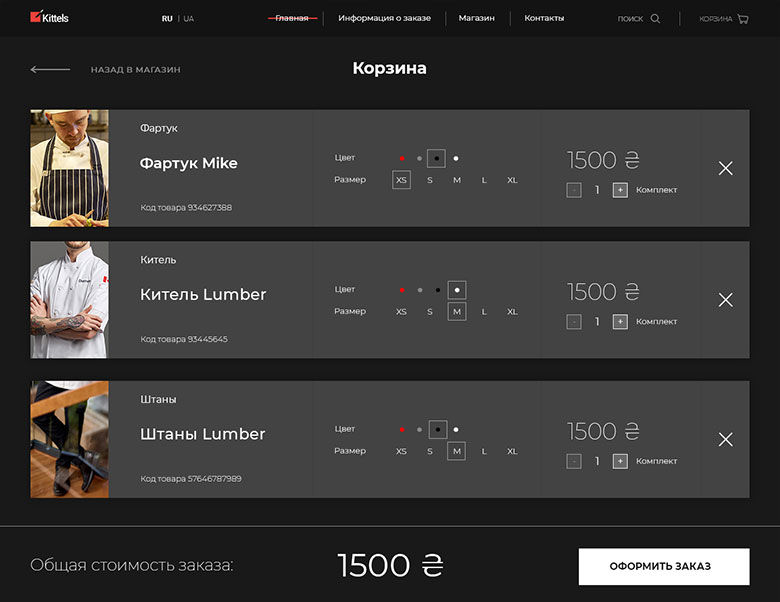 Kittels
RU | UA
Главная
Информация о заказе
Магазин
Контакты
ПОИСК
КОРЗИНА
НАЗАД В МАГАЗИН
Корзина
Фартук
Фартук Mike
Код товара 934627388
Цвет
Размер XS S M L XL
1500 ₴
- 1 + Комплект
Китель
Китель Lumber
Код товара 93445645
Цвет
Размер XS S M L XL
1500 ₴
- 1 + Комплект
Штаны
Штаны Lumber
Код товара 57646787989
Цвет
Размер XS S M L XL
1500 ₴
- 1 + Комплект
Общая стоимость заказа:
1500 ₴
ОФОРМИТЬ ЗАКАЗ